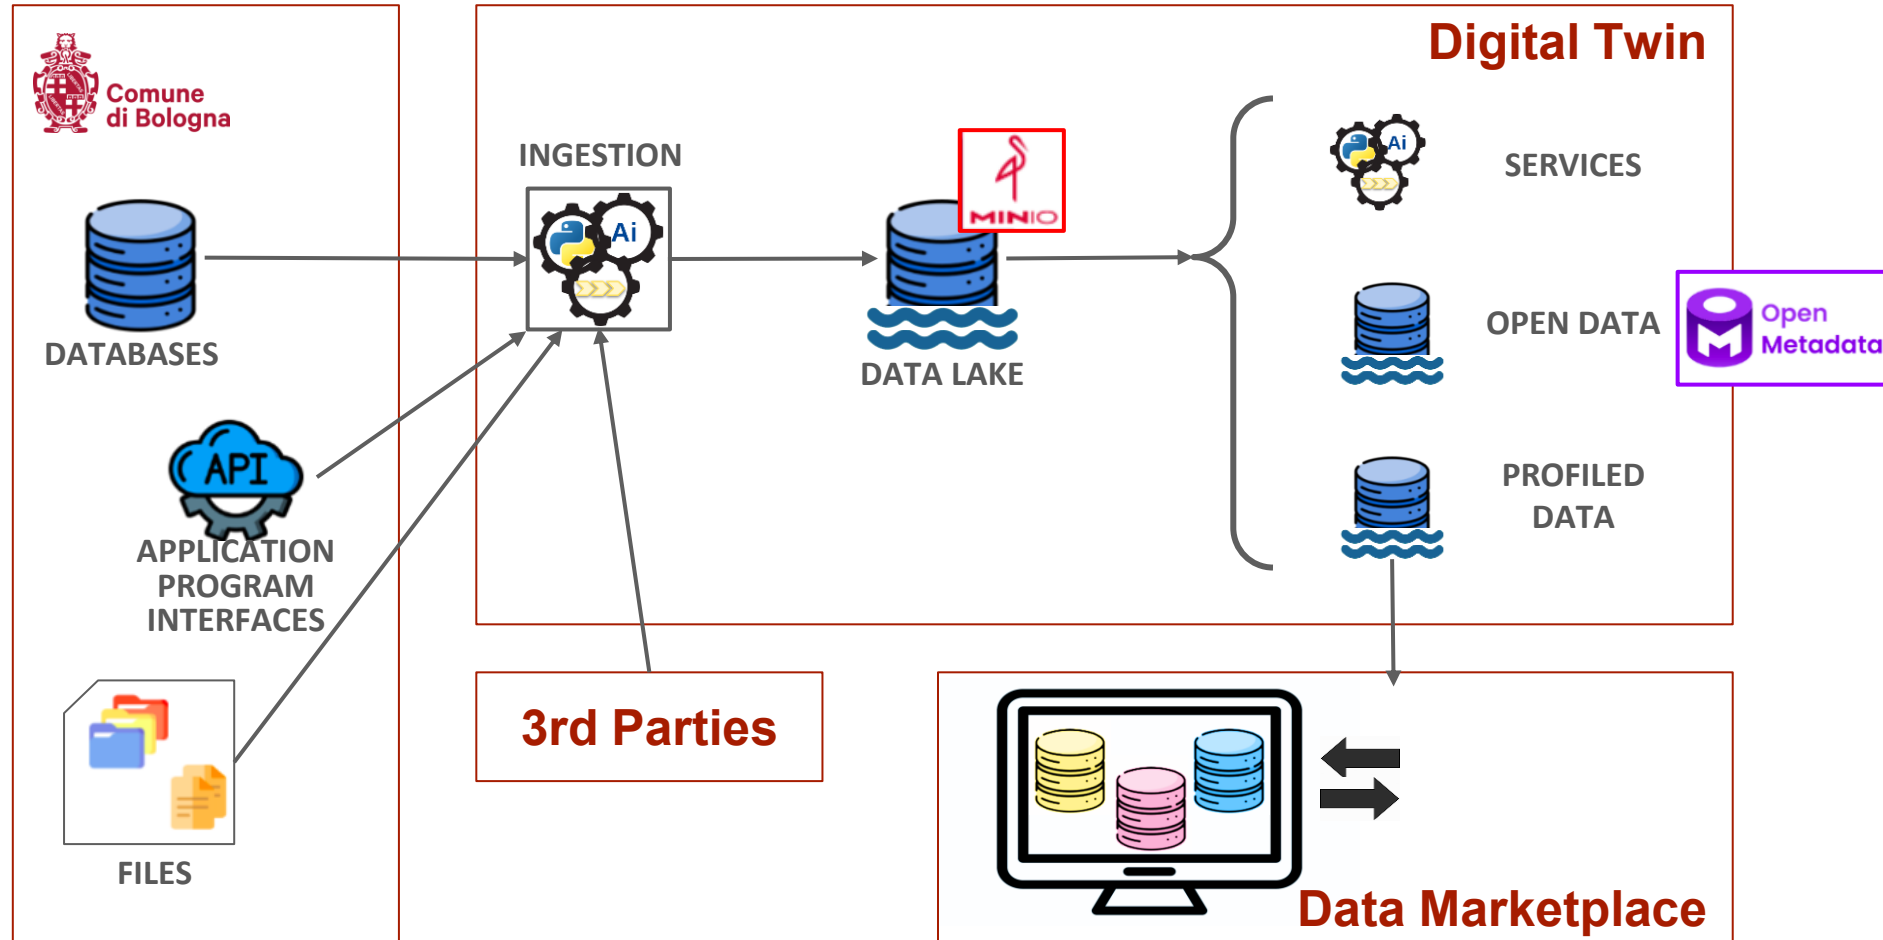 Comune
di Bologna
DATABASES
API
APPLICATION
PROGRAM
INTERFACES
FILES
Digital Twin
INGESTION
Ai
MINIO
DATA LAKE
Ai
SERVICES
OPEN DATA
Open
Metadata
PROFILED
DATA
3rd Parties
Data Marketplace